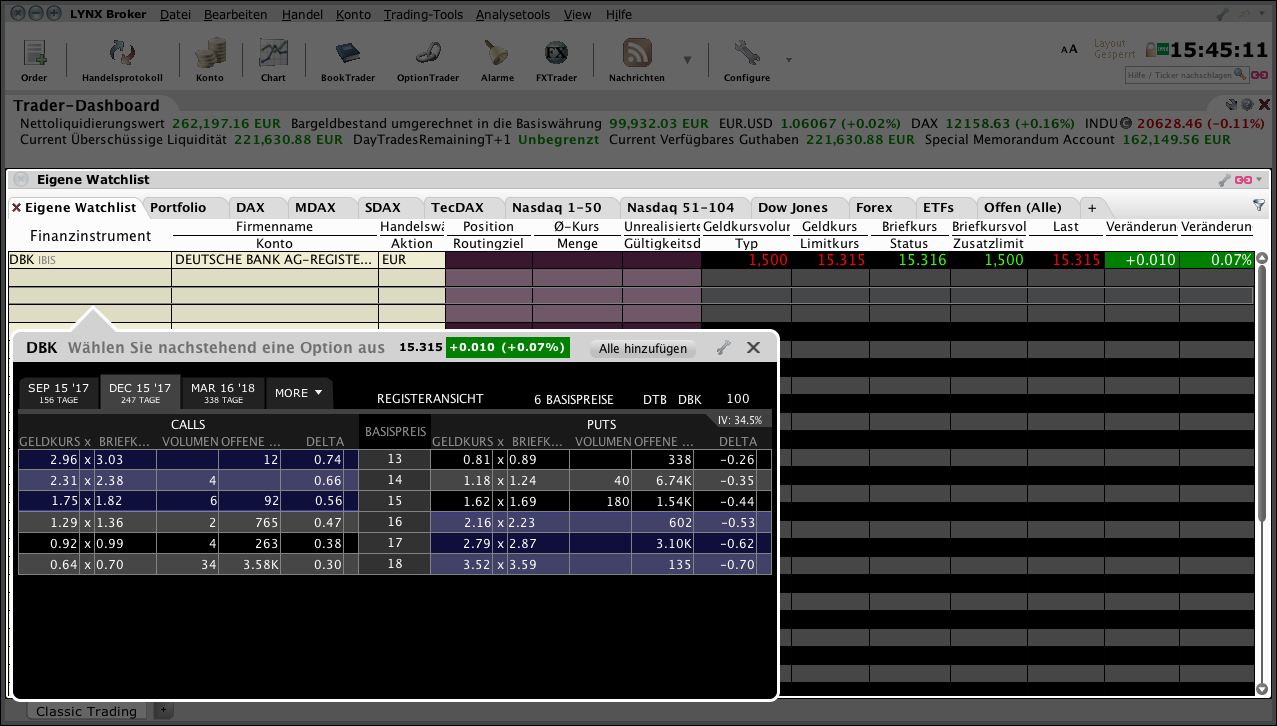 LYNX Broker Datei Bearbeiten Handel Konto Trading-Tools Analysetools View Hilfe
Order Handelsprotokoll Konto Chart BookTrader OptionTrader Alarme FX FXTrader Nachrichten Configure
AA Layout Gesperrt LYNX 15:45:11
Hilfe / Ticker nachschlagen
Trader-Dashboard
Nettoliquidierungswert 262,197.16 EUR Bargeldbestand umgerechnet in die Basiswährung 99,932.03 EUR EUR.USD 1.06067 (+0.02%) DAX 12158.63 (+0.16%) INDU C 20628.46 (-0.11%)
Current Überschüssige Liquidität 221,630.88 EUR DayTradesRemainingT+1 Unbegrenzt Current Verfügbares Guthaben 221,630.88 EUR Special Memorandum Account 162,149.56 EUR
Eigene Watchlist
Eigene Watchlist Portfolio DAX MDAX SDAX TecDAX Nasdaq 1-50 Nasdaq 51-104 Dow Jones Forex ETFs Offen (Alle) +
Finanzinstrument Firmenname Handelswä Position Ø-Kurs Unrealisierte Geldkursvolur Geldkurs Briefkurs Briefkursvol Last Veränderun Veränderun
Konto Aktion Routingziel Menge Gültigkeitsd Typ Limitkurs Status Zusatzlimit
DBK IBIS DEUTSCHE BANK AG-REGISTE... EUR 1,500 15.315 15.316 1,500 15.315 +0.010 0.07%
DBK Wählen Sie nachstehend eine Option aus 15.315 +0.010 (+0.07%) Alle hinzufügen
SEP 15 '17 DEC 15 '17 MAR 16 '18 MORE
156 TAGE 247 TAGE 338 TAGE
REGISTERANSICHT 6 BASISPREISE DTB DBK 100
CALLS BASISPREIS PUTS IV: 34.5%
GELDKURS x BRIEFK... VOLUMEN OFFENE ... DELTA GELDKURS x BRIEFK... VOLUMEN OFFENE ... DELTA
2.96 x 3.03 12 0.74 13 0.81 x 0.89 338 -0.26
2.31 x 2.38 4 0.66 14 1.18 x 1.24 40 6.74K -0.35
1.75 x 1.82 6 92 0.56 15 1.62 x 1.69 180 1.54K -0.44
1.29 x 1.36 2 765 0.47 16 2.16 x 2.23 602 -0.53
0.92 x 0.99 4 263 0.38 17 2.79 x 2.87 3.10K -0.62
0.64 x 0.70 34 3.58K 0.30 18 3.52 x 3.59 135 -0.70
Classic Trading +